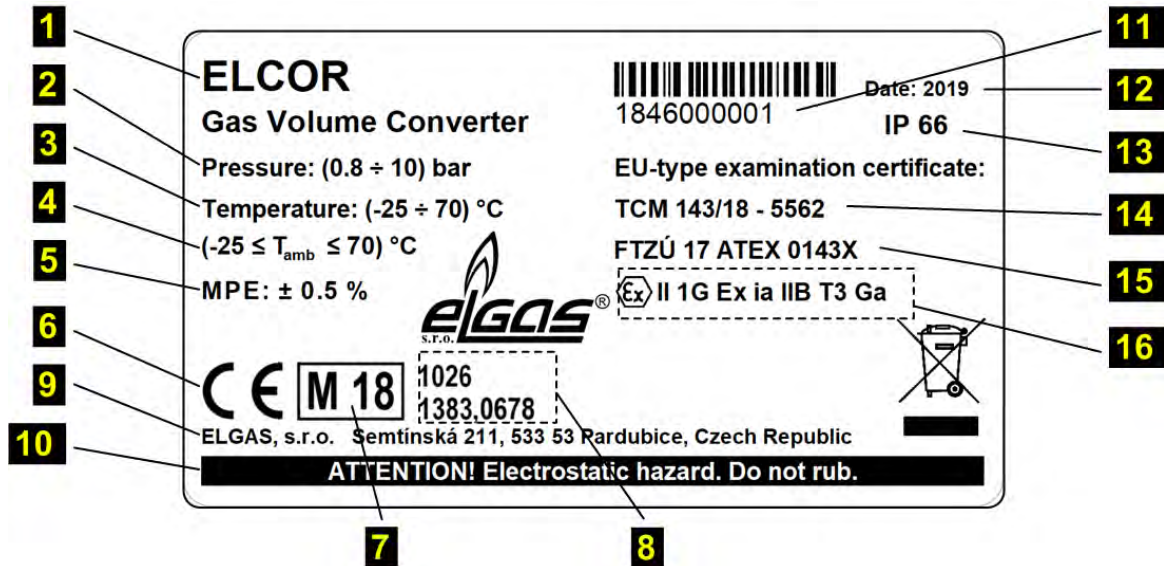 1
2
3
4
5
6
9
10
ELCOR
Gas Volume Converter
Pressure: (0.8 ÷ 10) bar
Temperature: (-25 ÷ 70) °C
(-25 ≤ Tamb ≤ 70) °C
MPE: ± 0.5 %
elgas®
s.r.o.
1846000001
Date: 2019
IP 66
EU-type examination certificate:
TCM 143/18 - 5562
FTZÚ 17 ATEX 0143X
Ex II 1G Ex ia IIB T3 Ga
CE M 18
1026
1383,0678
ELGAS, s.r.o. Semtínská 211, 533 53 Pardubice, Czech Republic
ATTENTION! Electrostatic hazard. Do not rub.
11
12
13
14
15
16
7
8